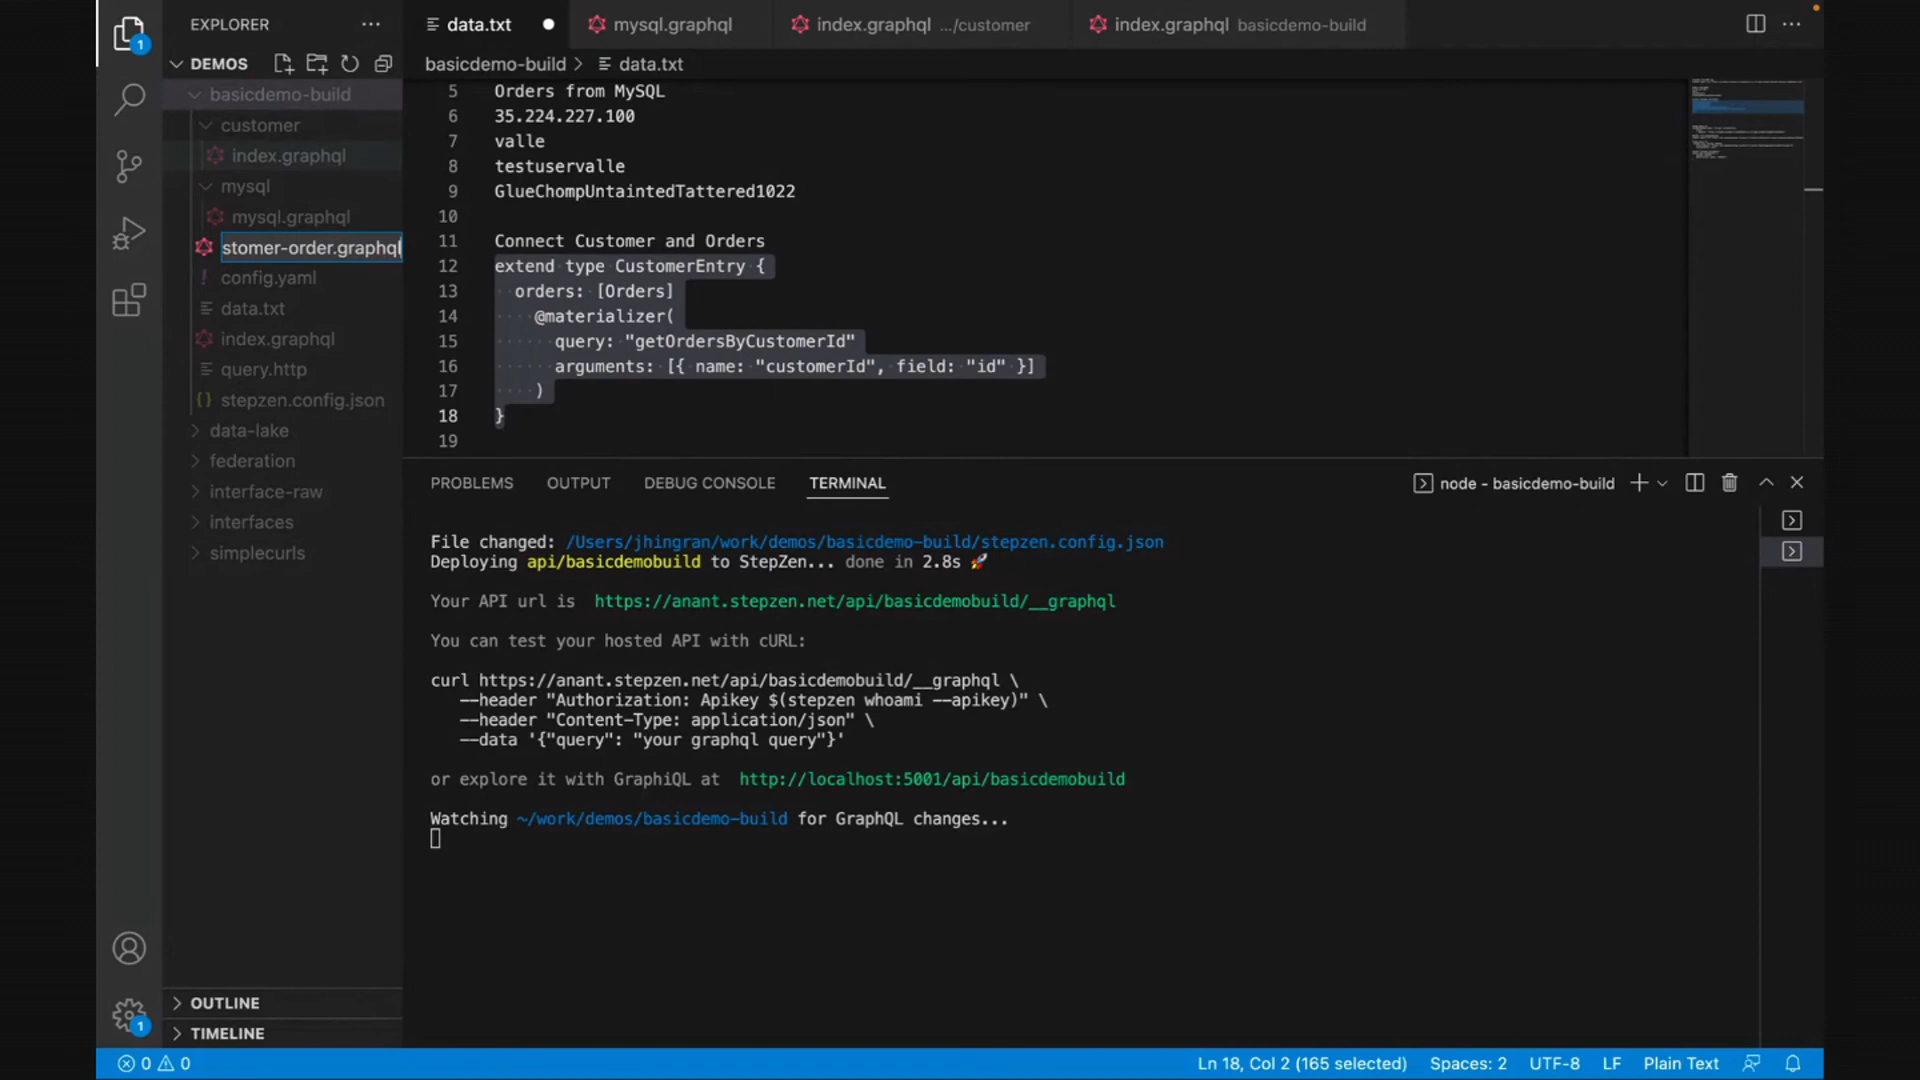 EXPLORER
data.txt
mysql.graphql
index.graphql .../customer
index.graphql basicdemo-build
1
DEMOS
basicdemo-build > data.txt
basicdemo-build
customer
index.graphql
mysql
mysql.graphql
stomer-order.graphql
config.yaml
data.txt
index.graphql
query.http
stepzen.config.json
data-lake
federation
interface-raw
interfaces
simplecurls
5 Orders from MySQL
6 35.224.227.100
7 valle
8 testuservalle
9 GlueChompUntaintedTattered1022
10
11 Connect Customer and Orders
12 extend type CustomerEntry {
13 orders: [Orders]
14 @materializer(
15 query: "getOrdersByCustomerId"
16 arguments: [{ name: "customerId", field: "id" }]
17 )
18 }
19
PROBLEMS OUTPUT DEBUG CONSOLE TERMINAL
node - basicdemo-build
File changed: /Users/jhingran/work/demos/basicdemo-build/stepzen.config.json
Deploying api/basicdemobuild to StepZen... done in 2.8s 🚀
Your API url is https://anant.stepzen.net/api/basicdemobuild/__graphql
You can test your hosted API with cURL:
curl https://anant.stepzen.net/api/basicdemobuild/__graphql \
--header "Authorization: Apikey $(stepzen whoami --apikey)" \
--header "Content-Type: application/json" \
--data '{"query": "your graphql query"}'
or explore it with GraphiQL at http://localhost:5001/api/basicdemobuild
Watching ~/work/demos/basicdemo-build for GraphQL changes...
OUTLINE
TIMELINE
1
0 0
Ln 18, Col 2 (165 selected)
Spaces: 2
UTF-8
LF
Plain Text